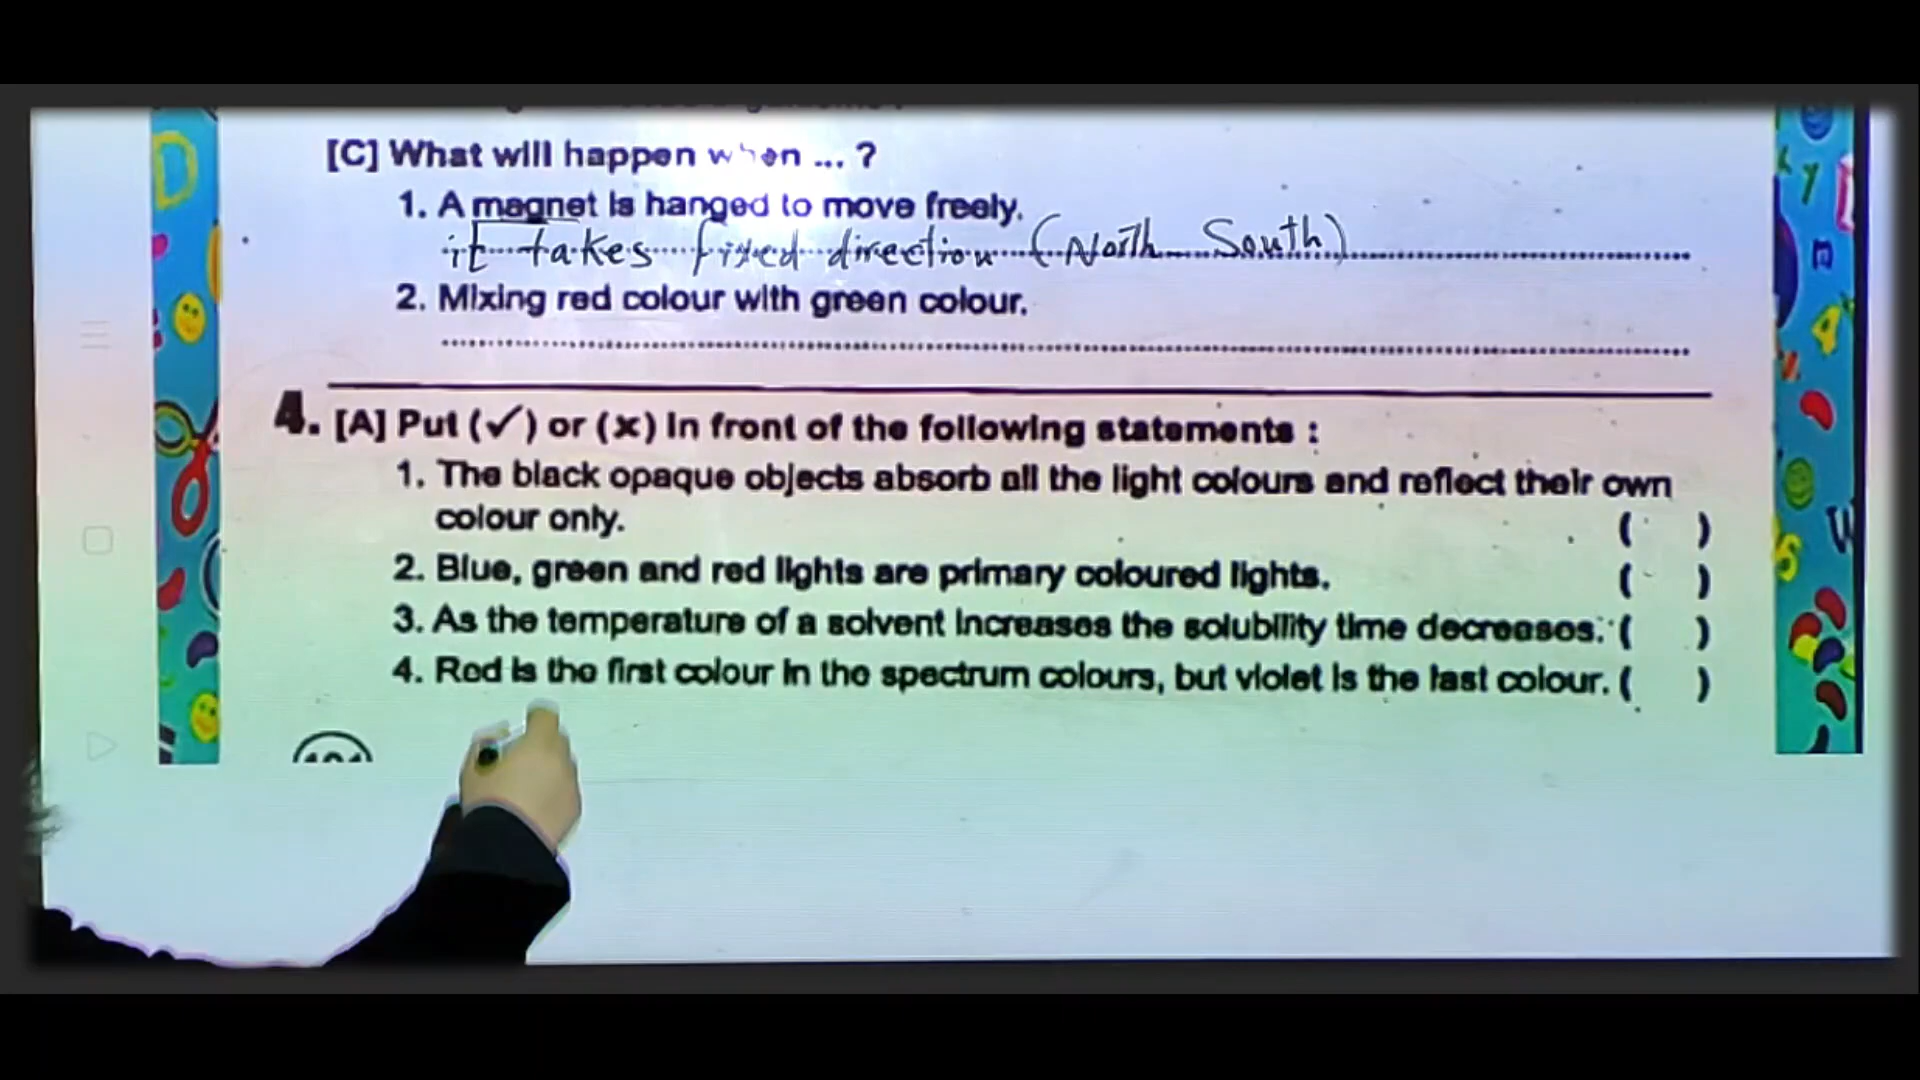 [C] What will happen when ... ?
1. A magnet is hanged to move freely.
it takes fixed direction (North South)
2. Mixing red colour with green colour.
4. [A] Put (✓) or (x) in front of the following statements :
1. The black opaque objects absorb all the light colours and reflect their own
colour only. ( )
2. Blue, green and red lights are primary coloured lights. ( )
3. As the temperature of a solvent increases the solubility time decreases. ( )
4. Red is the first colour in the spectrum colours, but violet is the last colour. ( )